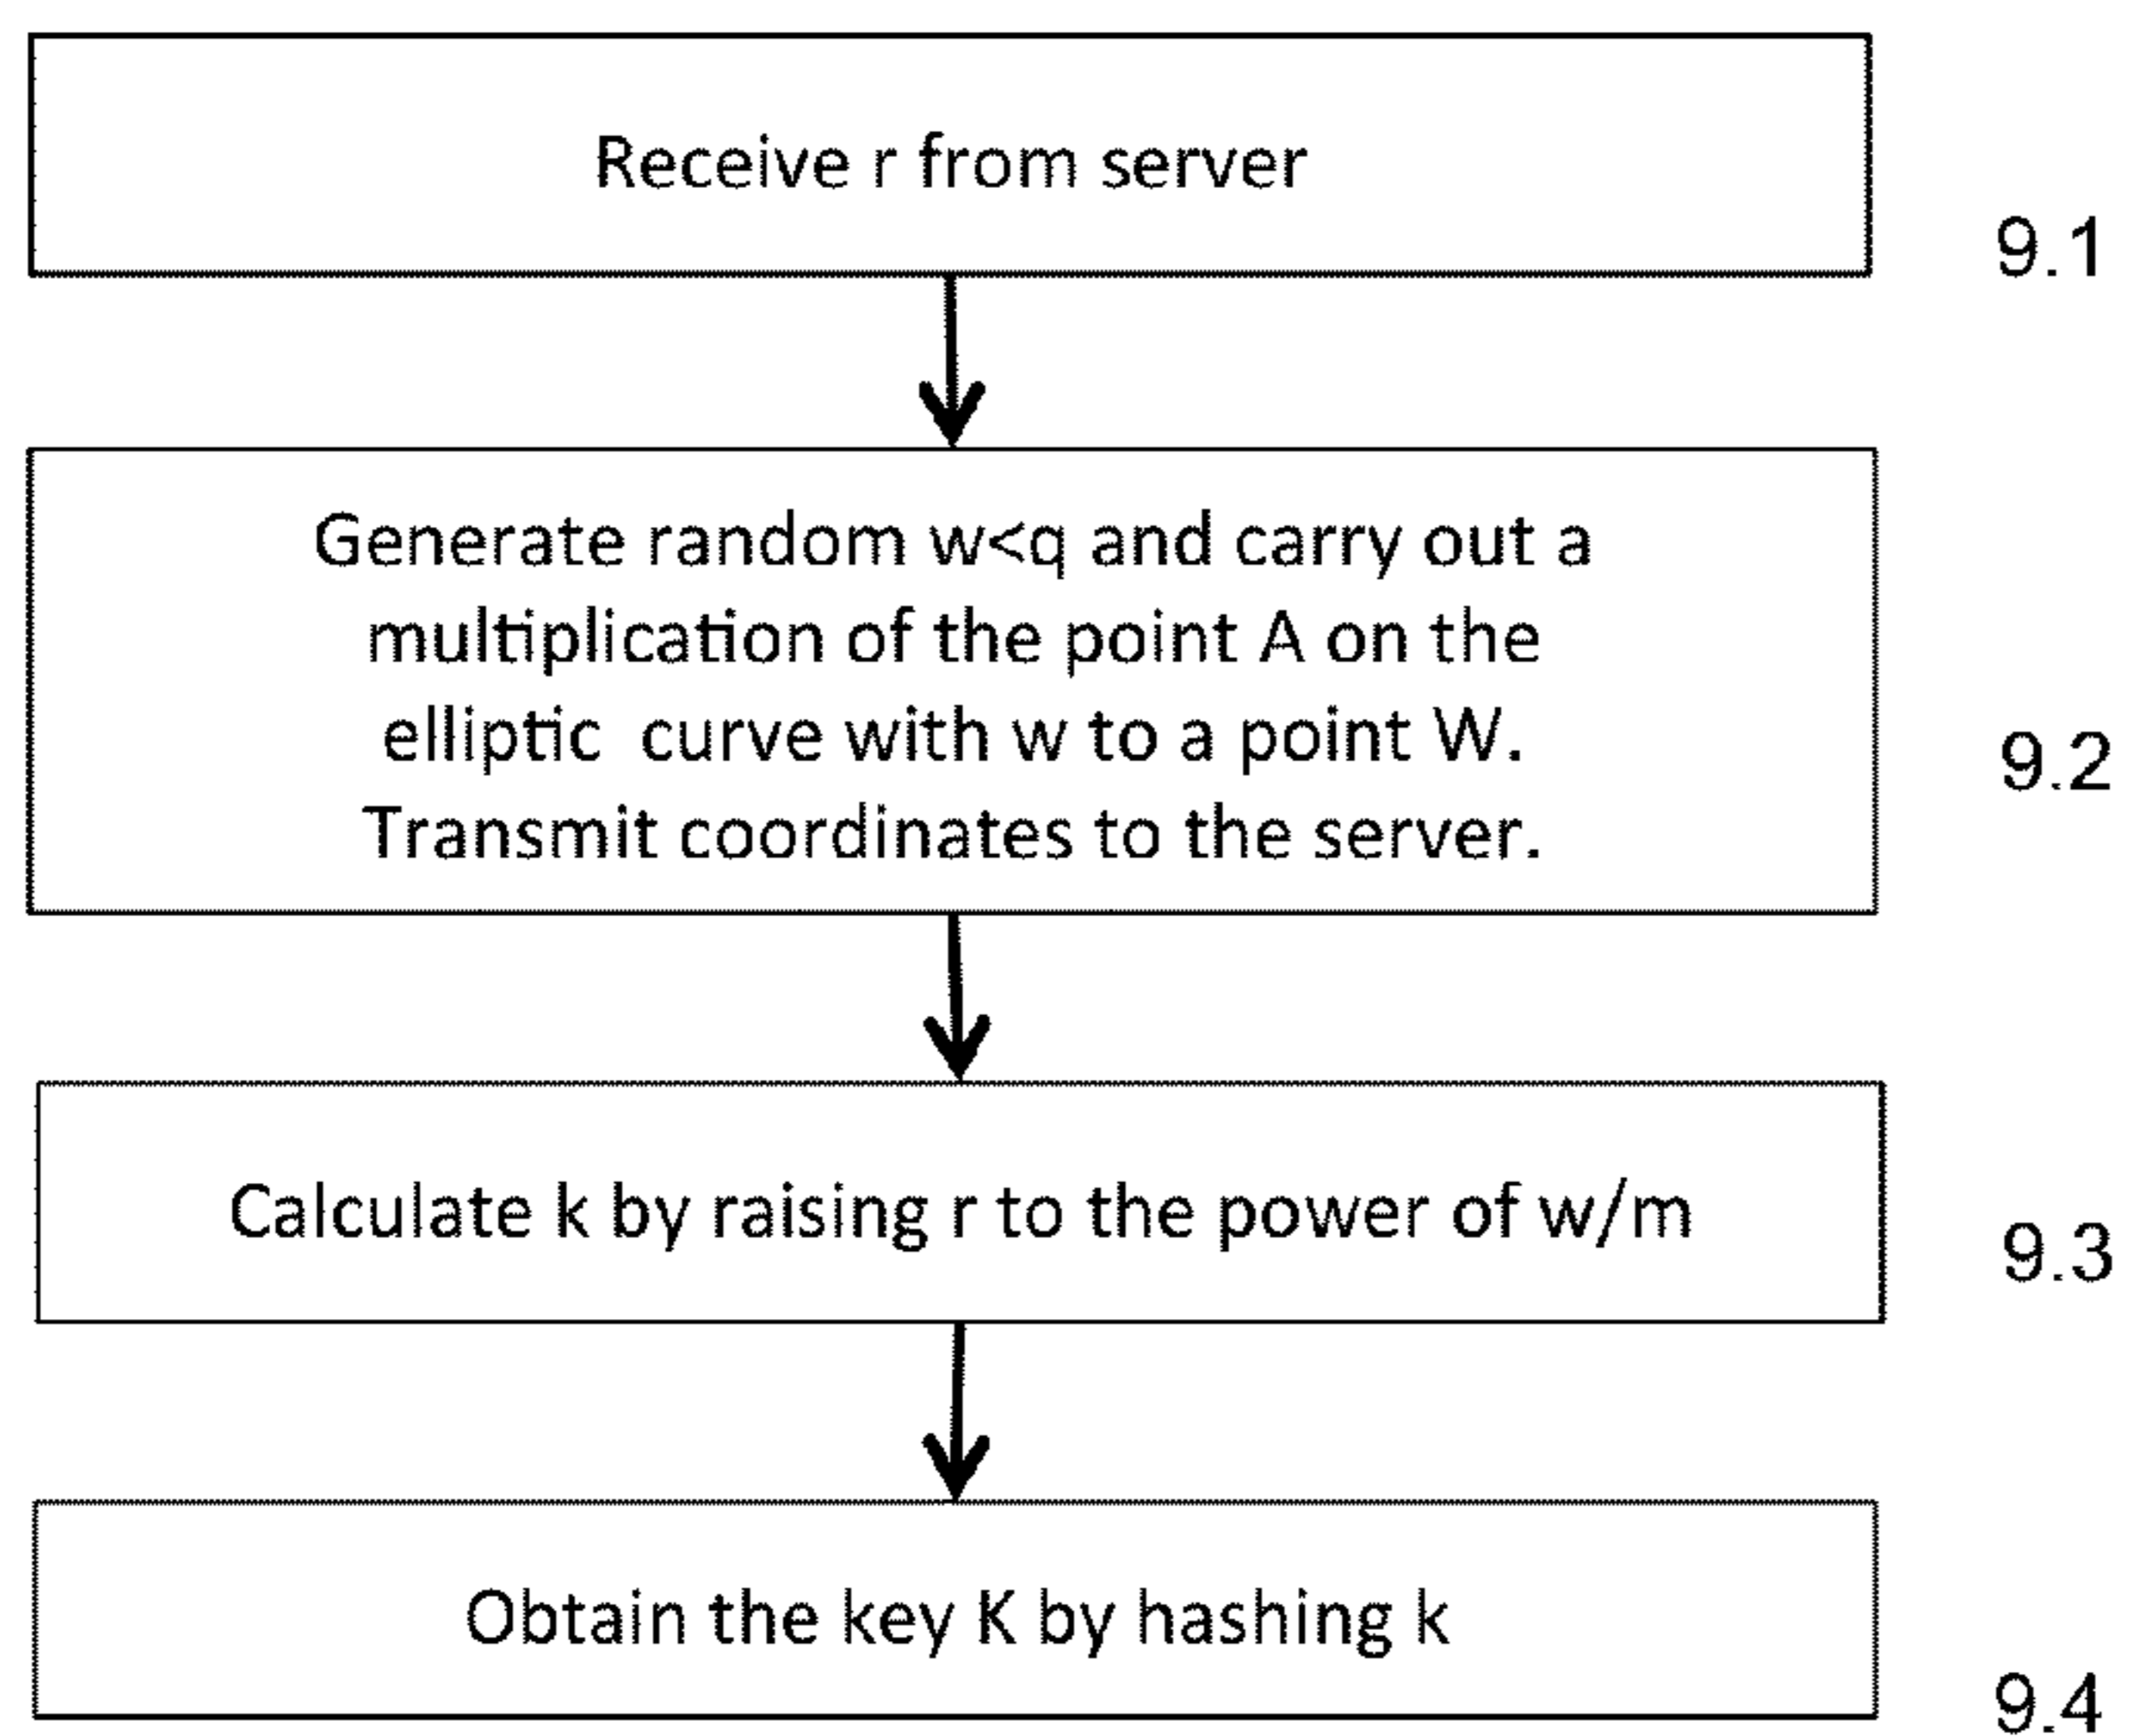 Receive r from server
9.1
Generate random w<q and carry out a
multiplication of the point A on the
elliptic curve with w to a point W.
Transmit coordinates to the server.
9.2
Calculate k by raising r to the power of w/m
9.3
Obtain the key K by hashing k
9.4